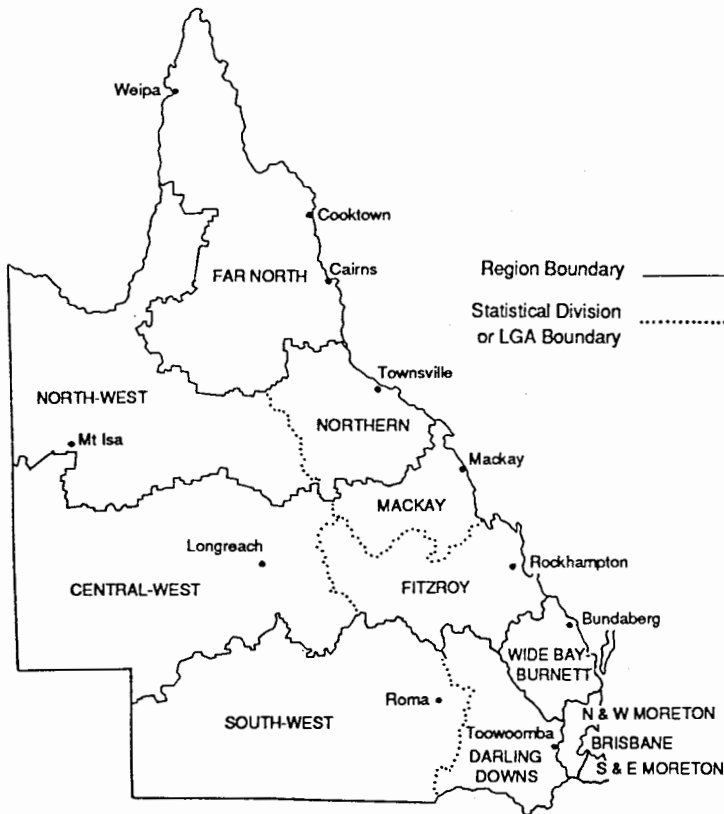 Weipa
Cooktown
FAR NORTH
Cairns
Region Boundary
Statistical Division
or LGA Boundary
Townsville
NORTH-WEST
NORTHERN
Mt Isa
Mackay
MACKAY
Longreach
Rockhampton
CENTRAL-WEST
FITZROY
Bundaberg
WIDE BAY-
BURNETT
Roma
N & W MORETON
SOUTH-WEST
Toowoomba
BRISBANE
DARLING
DOWNS
S & E MORETON